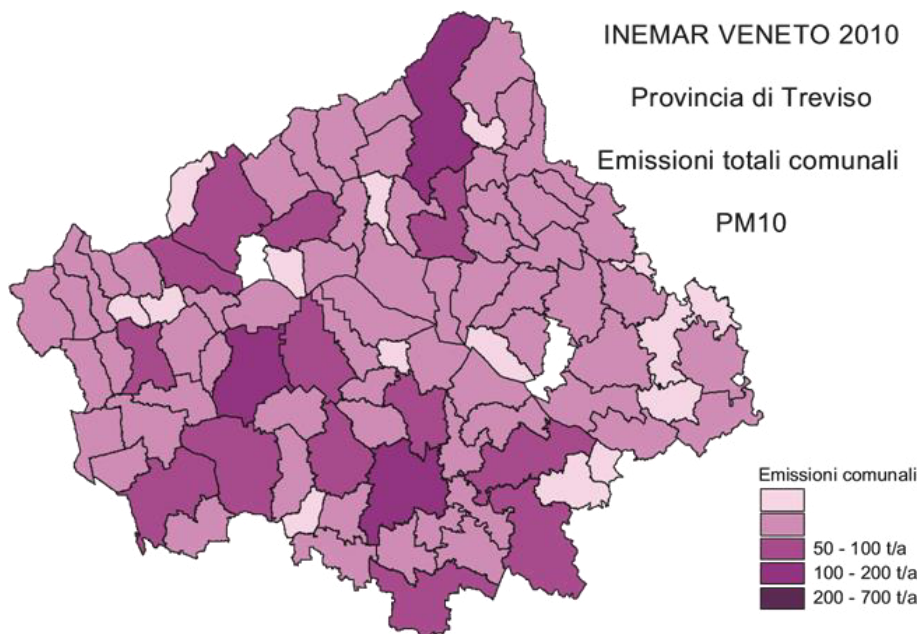 INEMAR VENETO 2010
Provincia di Treviso
Emissioni totali comunali
PM10
Emissioni comunali
50 - 100 t/a
100 - 200 t/a
200 - 700 t/a